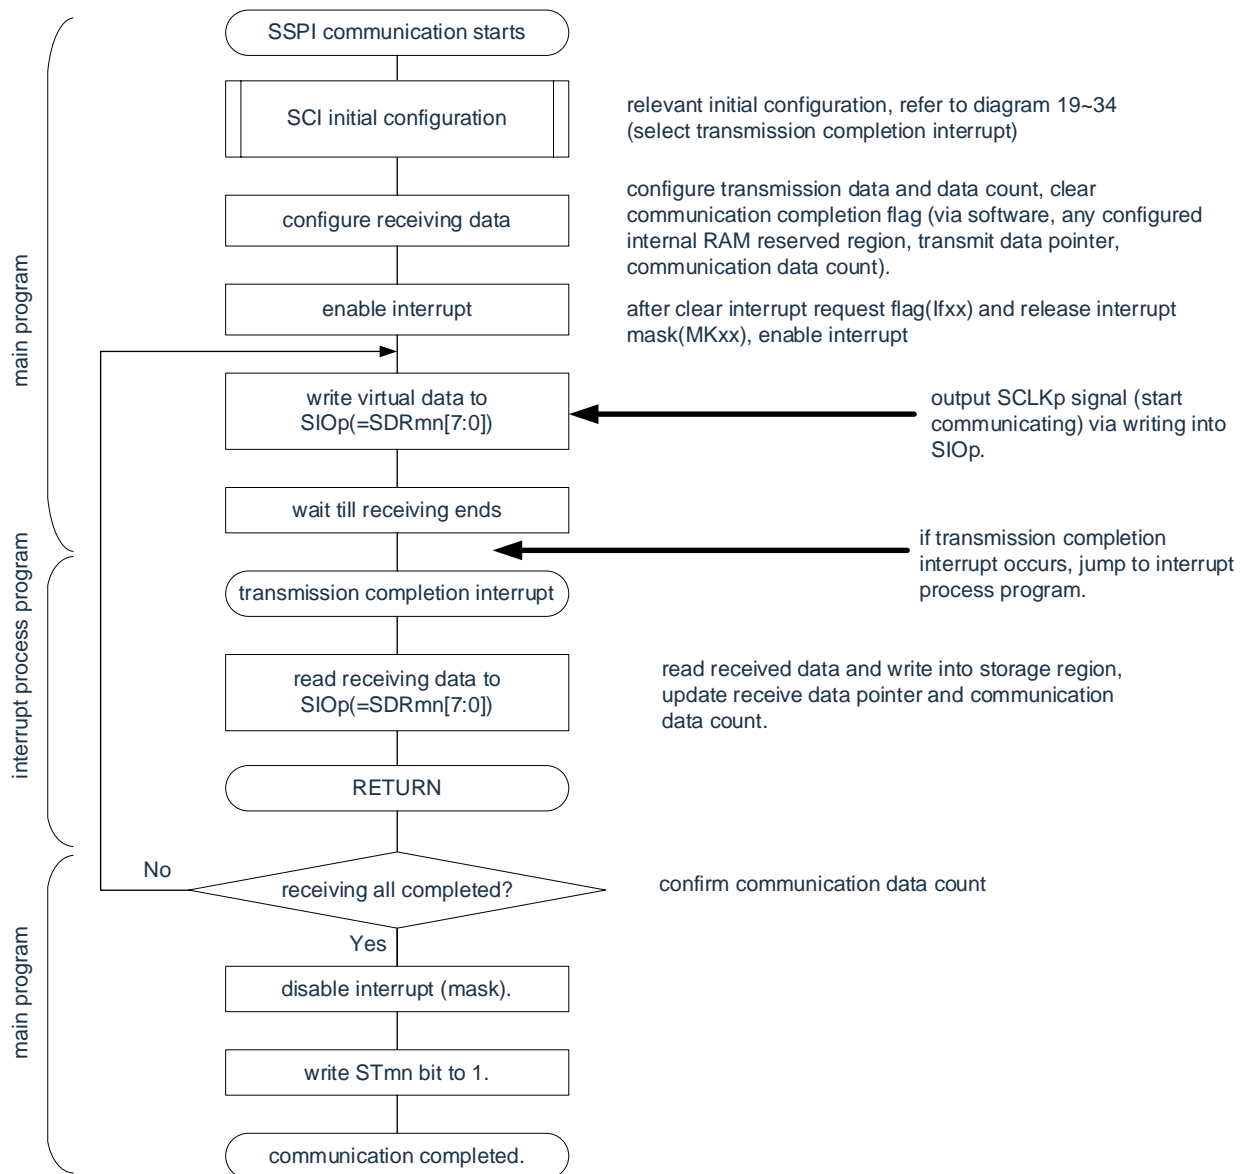 SSPI communication starts
SCI initial configuration
relevant initial configuration, refer to diagram 19~34
(select transmission completion interrupt)
configure receiving data
configure transmission data and data count, clear
communication completion flag (via software, any configured
internal RAM reserved region, transmit data pointer,
communication data count).
main program
enable interrupt
after clear interrupt request flag(Ifxx) and release interrupt
mask(MKxx), enable interrupt
write virtual data to
SIOp(=SDRmn[7:0])
output SCLKp signal (start
communicating) via writing into
SIOp.
wait till receiving ends
if transmission completion
interrupt occurs, jump to interrupt
process program.
transmission completion interrupt
interrupt process program
read receiving data to
SIOp(=SDRmn[7:0])
read received data and write into storage region,
update receive data pointer and communication
data count.
RETURN
No
receiving all completed?
confirm communication data count
Yes
main program
disable interrupt (mask).
write STmn bit to 1.
communication completed.